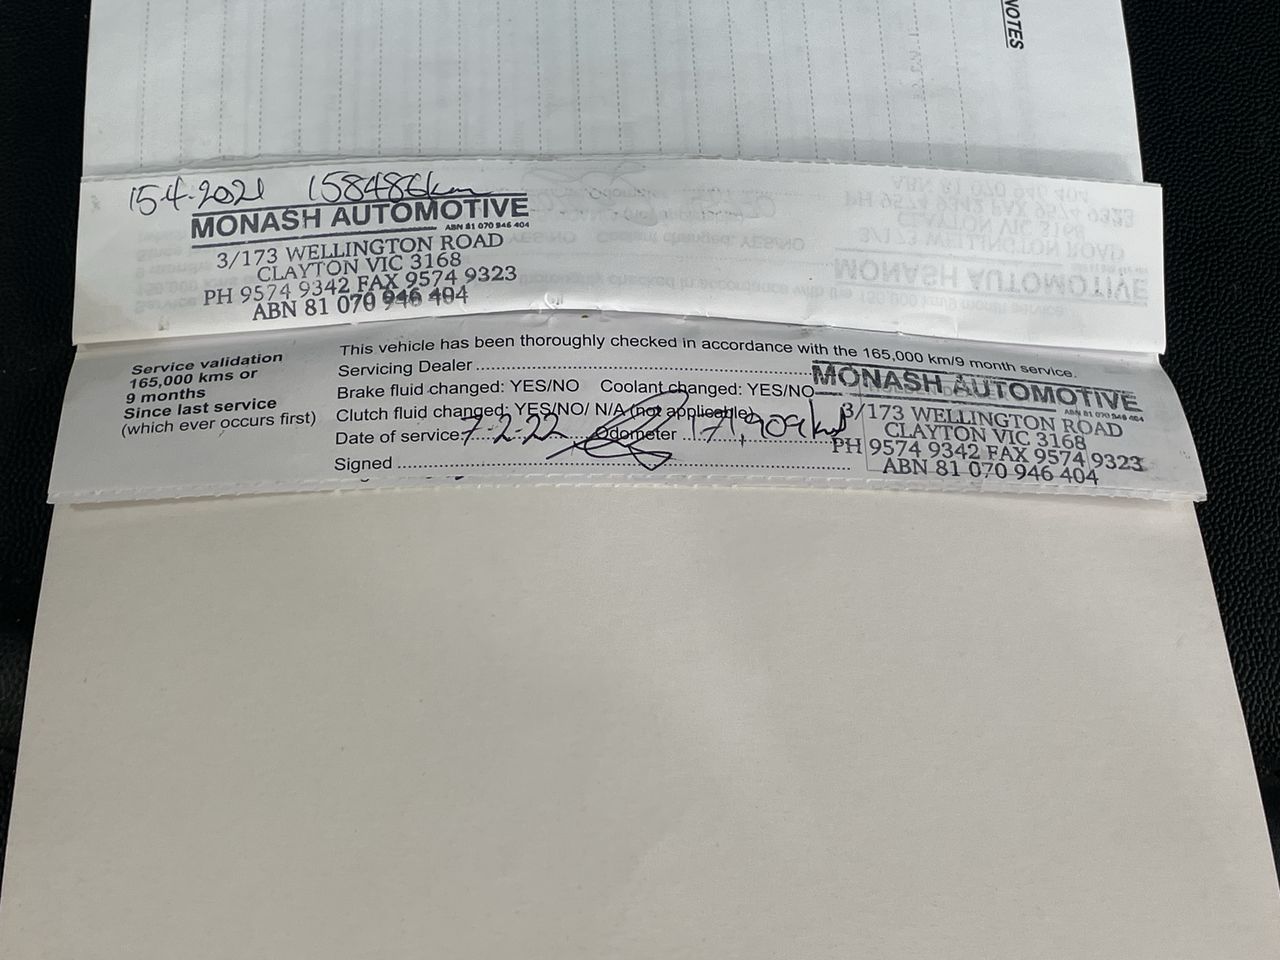 NOTES
15-4-2021 158486km
MONASH AUTOMOTIVE
ABN 81 070 946 404
3/173 WELLINGTON ROAD
CLAYTON VIC 3168
PH 9574 9342 FAX 9574 9323
ABN 81 070 946 404
Service validation
165,000 kms or
9 months
Since last service
(which ever occurs first)
This vehicle has been thoroughly checked in accordance with the 165,000 km/9 month service.
Servicing Dealer
Brake fluid changed: YES/NO Coolant changed: YES/NO
Clutch fluid changed: YES/NO/ N/A (not applicable)
Date of service: 7-2-22 Odometer 171,909kms
Signed
MONASH AUTOMOTIVE
ABN 81 070 946 404
3/173 WELLINGTON ROAD
CLAYTON VIC 3168
PH 9574 9342 FAX 9574 9323
ABN 81 070 946 404